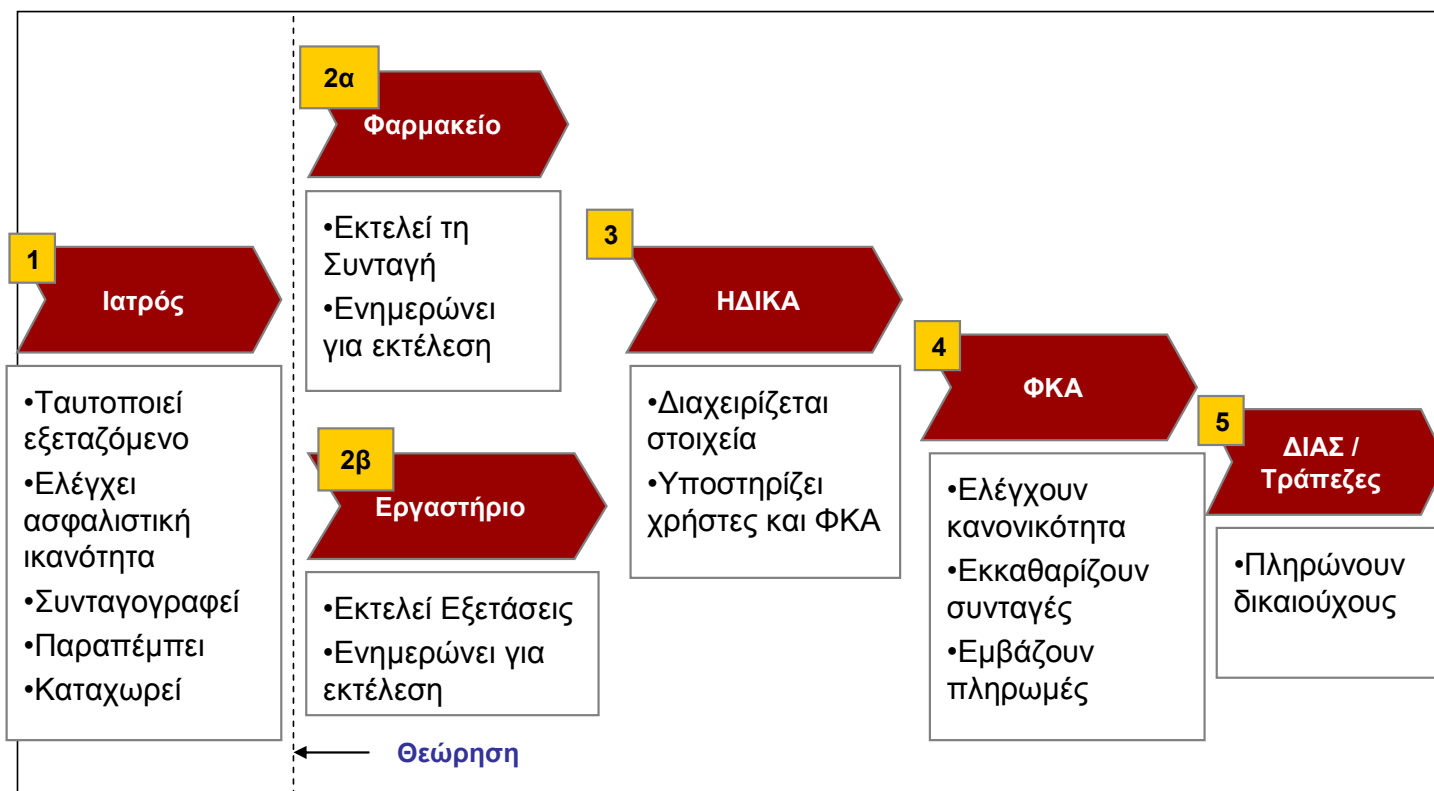 1
Ιατρός
•Ταυτοποιεί
εξεταζόμενο
•Ελέγχει
ασφαλιστική
ικανότητα
•Συνταγογραφεί
•Παραπέμπει
•Καταχωρεί
2α
Φαρμακείο
•Εκτελεί τη
Συνταγή
•Ενημερώνει
για εκτέλεση
2β
Εργαστήριο
•Εκτελεί Εξετάσεις
•Ενημερώνει για
εκτέλεση
Θεώρηση
3
ΗΔΙΚΑ
•Διαχειρίζεται
στοιχεία
•Υποστηρίζει
χρήστες και ΦΚΑ
4
ΦΚΑ
•Ελέγχουν
κανονικότητα
•Εκκαθαρίζουν
συνταγές
•Εμβάζουν
πληρωμές
5
ΔΙΑΣ /
Τράπεζες
•Πληρώνουν
δικαιούχους